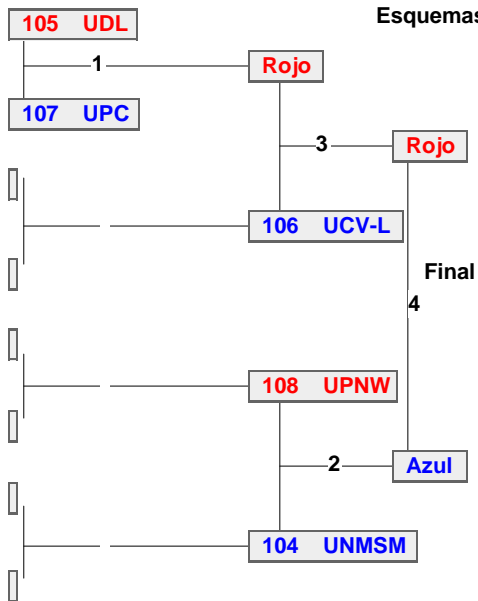 Esquemas
105 UDL
1
Rojo
107 UPC
3
Rojo
106 UCV-L
Final
4
108 UPNW
2
Azul
104 UNMSM